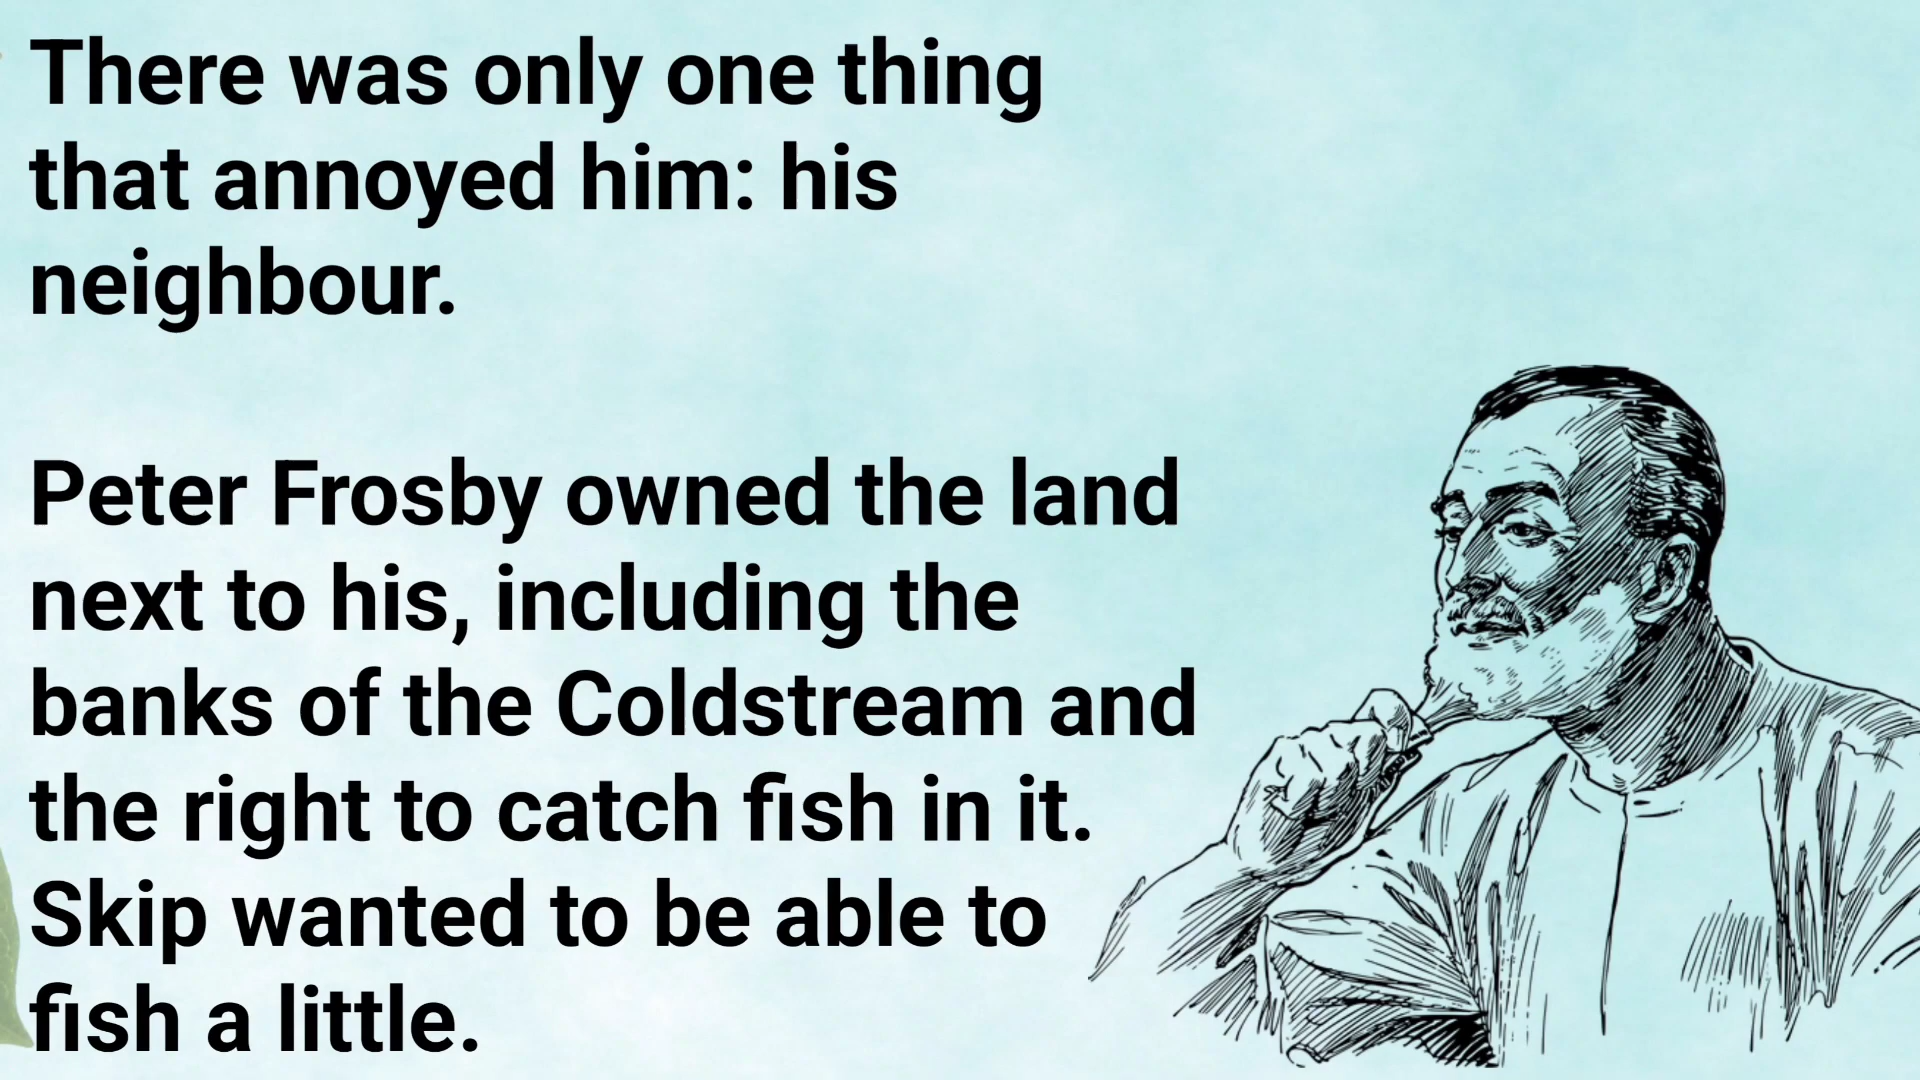 There was only one thing
that annoyed him: his
neighbour.
Peter Frosby owned the land
next to his, including the
banks of the Coldstream and
the right to catch fish in it.
Skip wanted to be able to
fish a little.